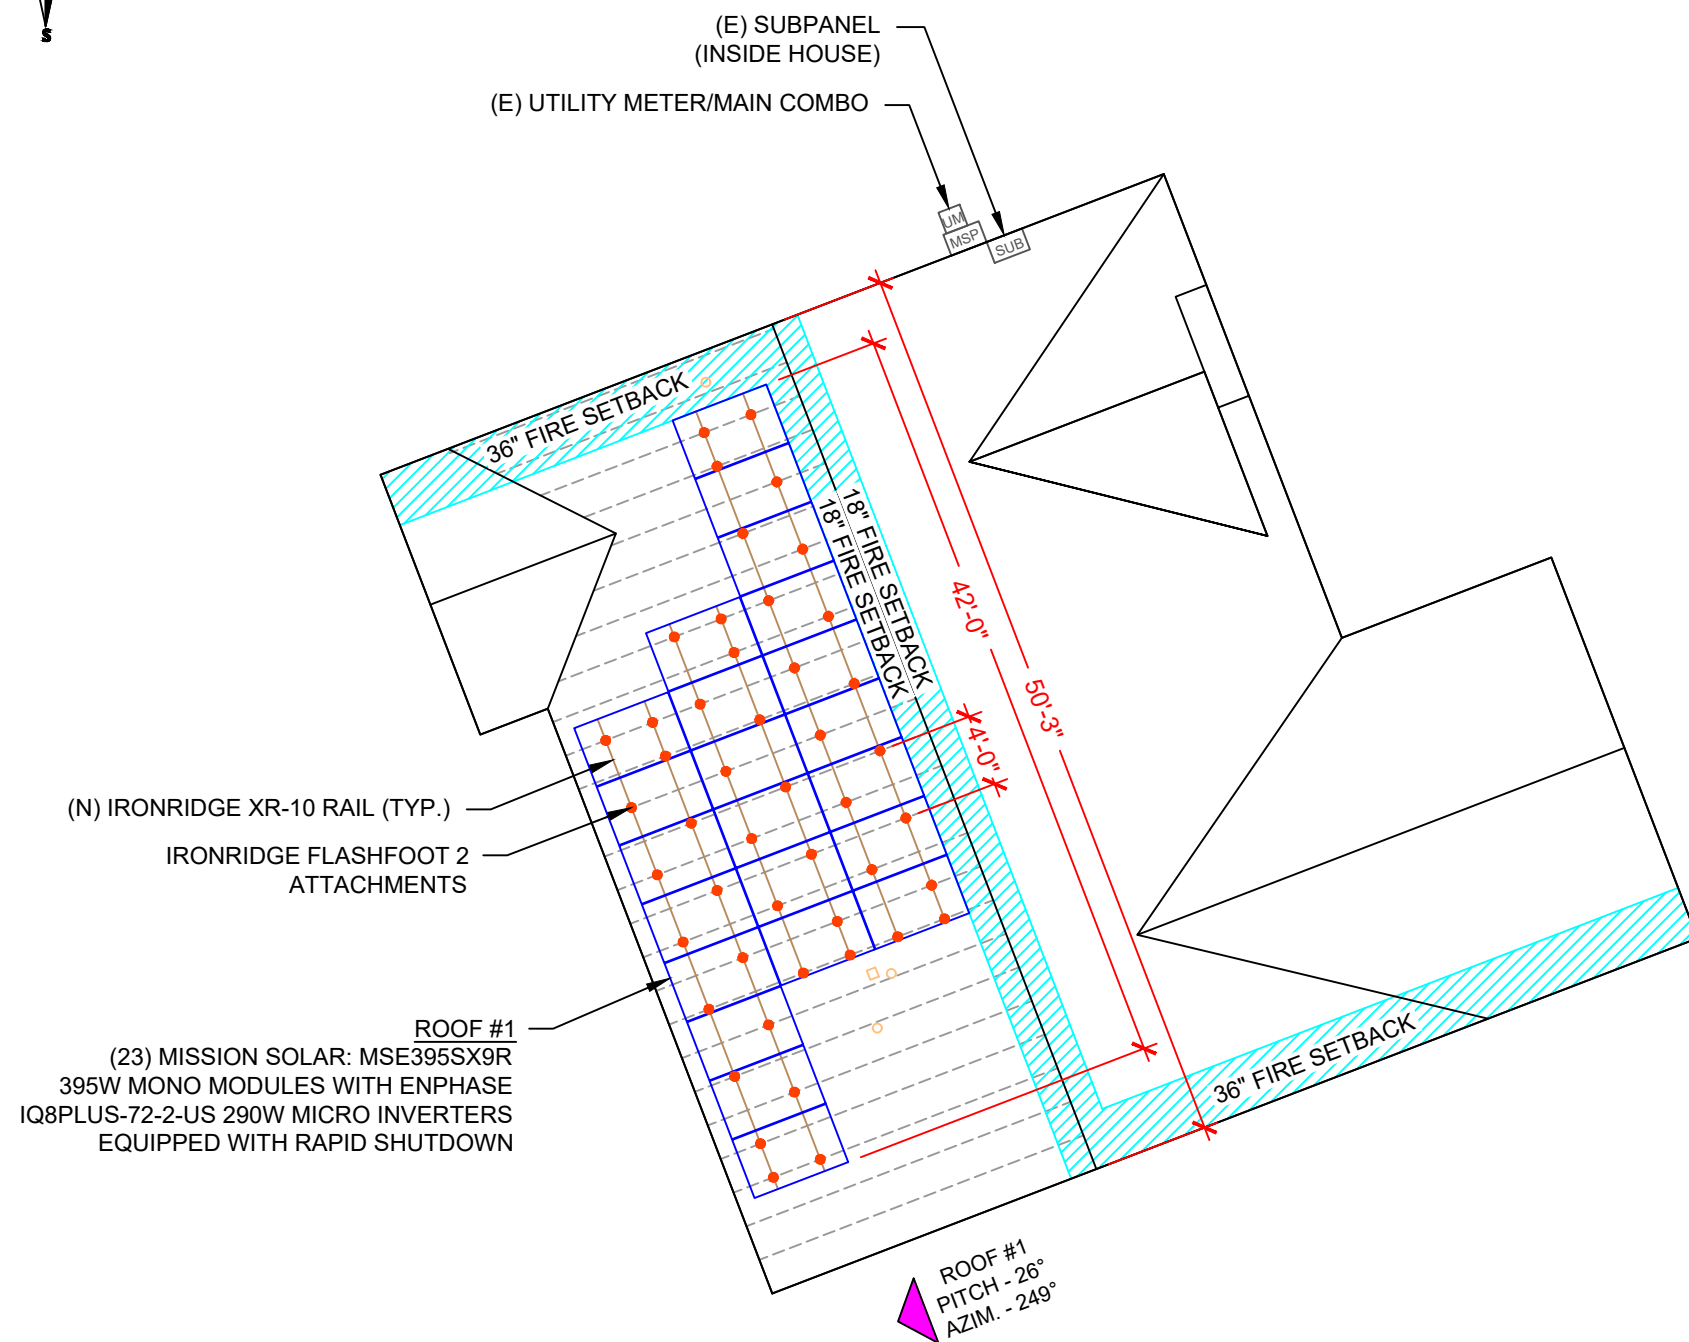 S
(E) SUBPANEL
(INSIDE HOUSE)
(E) UTILITY METER/MAIN COMBO
UM
MSP
SUB
36" FIRE SETBACK
18" FIRE SETBACK
18" FIRE SETBACK
42'-0"
50'-3"
4'-0"
(N) IRONRIDGE XR-10 RAIL (TYP.)
IRONRIDGE FLASHFOOT 2
ATTACHMENTS
ROOF #1
(23) MISSION SOLAR: MSE395SX9R
395W MONO MODULES WITH ENPHASE
IQ8PLUS-72-2-US 290W MICRO INVERTERS
EQUIPPED WITH RAPID SHUTDOWN
36" FIRE SETBACK
ROOF #1
PITCH - 26°
AZIM. - 249°